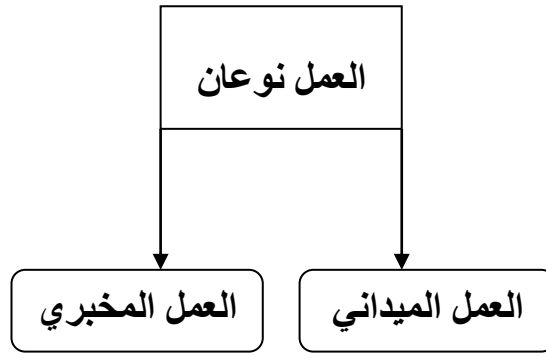 العمل نوعان
العمل الميداني
العمل المخبري